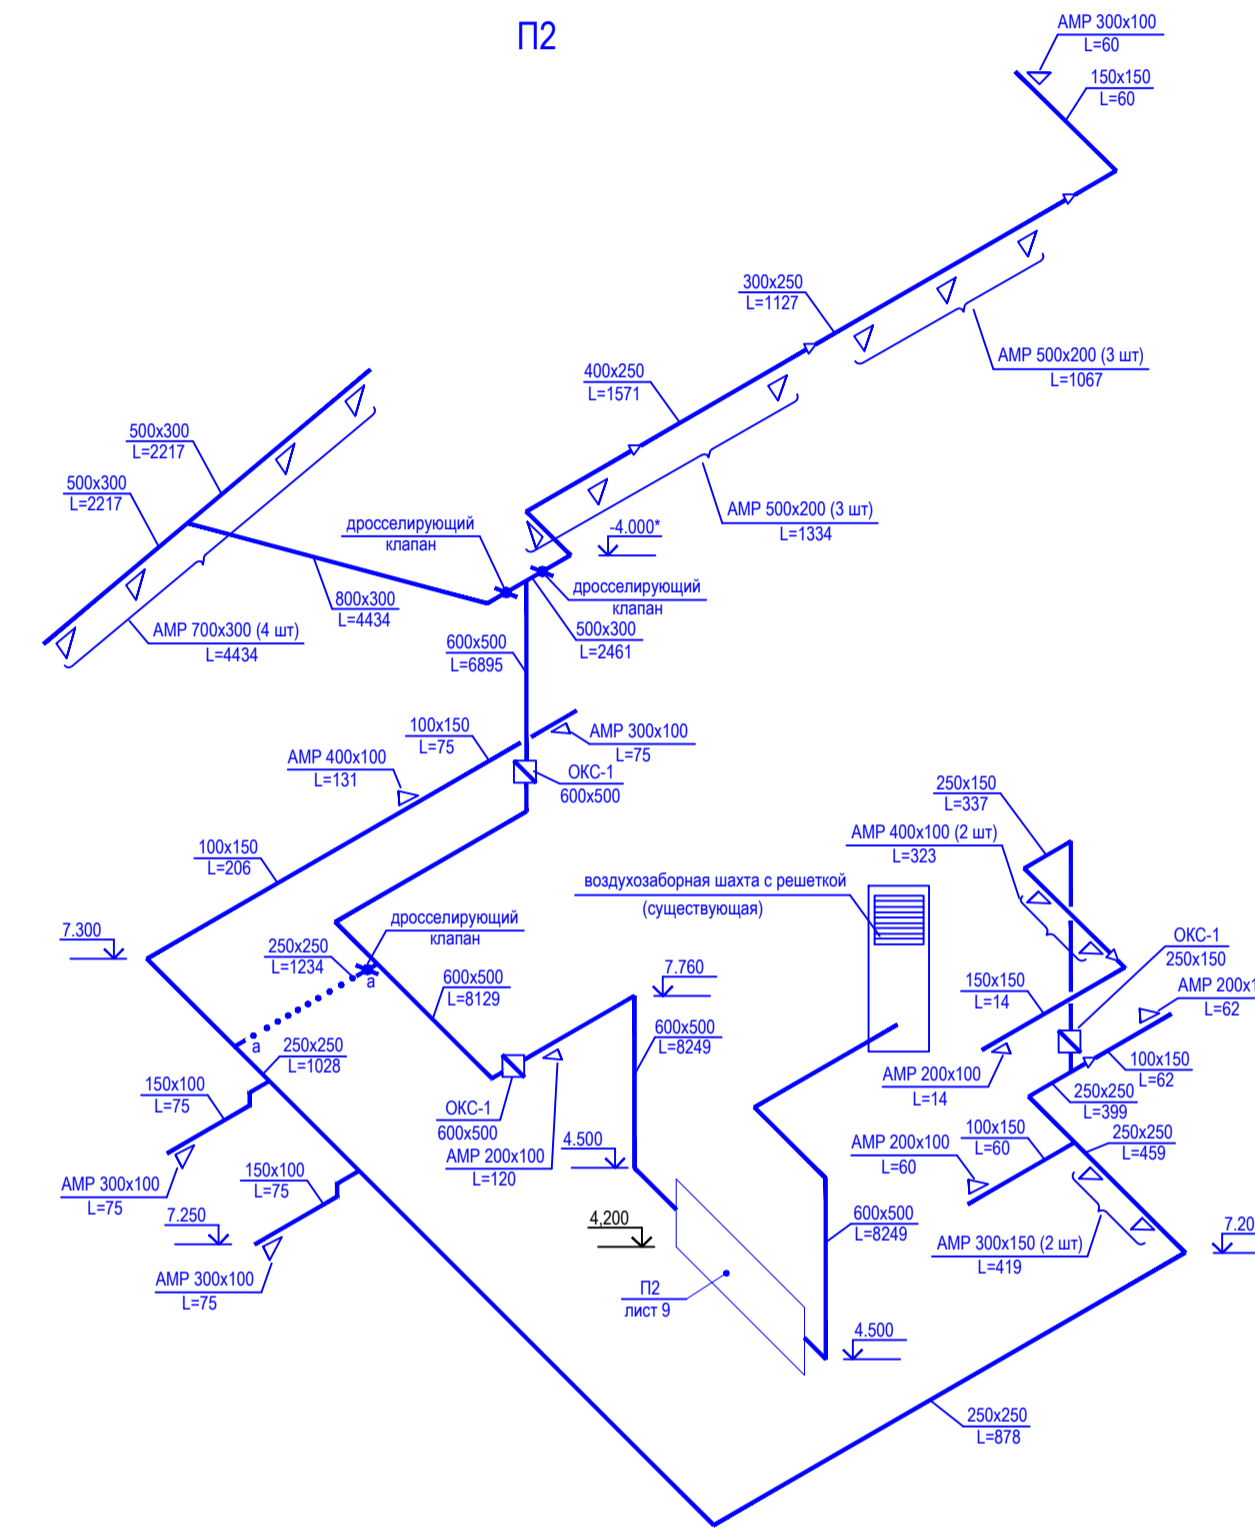 П2
АМР 300х100
L=60
150х150
L=60
300х250
L=1127
АМР 500х200 (3 шт)
L=1067
400х250
L=1571
АМР 500х200 (3 шт)
L=1334
500х300
L=2217
500х300
L=2217
дросселирующий
клапан
-4.000*
дросселирующий
клапан
800х300
L=4434
АМР 700х300 (4 шт)
L=4434
500х300
L=2461
600х500
L=6895
100х150
L=75
АМР 300х100
L=75
АМР 400х100
L=131
ОКС-1
600х500
250х150
L=337
АМР 400х100 (2 шт)
L=323
100х150
L=206
воздухозаборная шахта с решеткой
(существующая)
дросселирующий
клапан
7.300
250х250
L=1234
а
а
600х500
L=8129
7.760
600х500
L=8249
ОКС-1
250х150
150х150
L=14
АМР 200х1
L=62
100х150
L=62
АМР 200х100
L=14
250х250
L=399
250х250
L=1028
150х100
L=75
ОКС-1
600х500
АМР 200х100
L=120
4.500
АМР 200х100
L=60
100х150
L=60
250х250
L=459
АМР 300х100
L=75
150х100
L=75
7.250
4,200
600х500
L=8249
АМР 300х150 (2 шт)
L=419
7.20
АМР 300х100
L=75
П2
лист 9
4.500
250х250
L=878